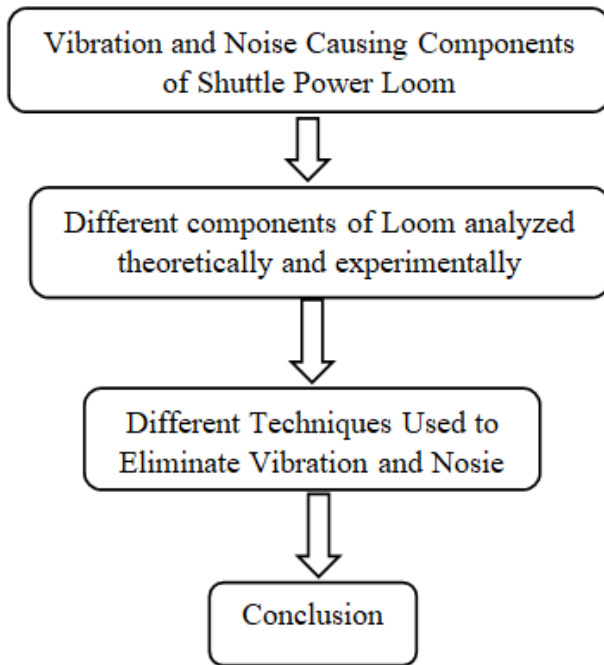 Vibration and Noise Causing Components
of Shuttle Power Loom
Different components of Loom analyzed
theoretically and experimentally
Different Techniques Used to
Eliminate Vibration and Nosie
Conclusion